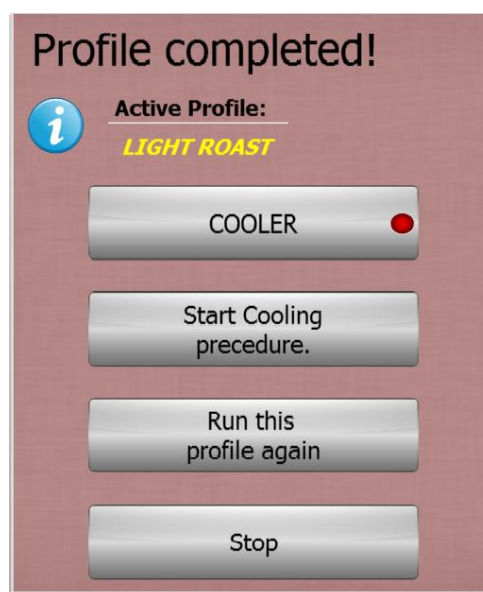 Profile completed!
i
Active Profile:
LIGHT ROAST
COOLER
Start Cooling
precedure.
Run this
profile again
Stop